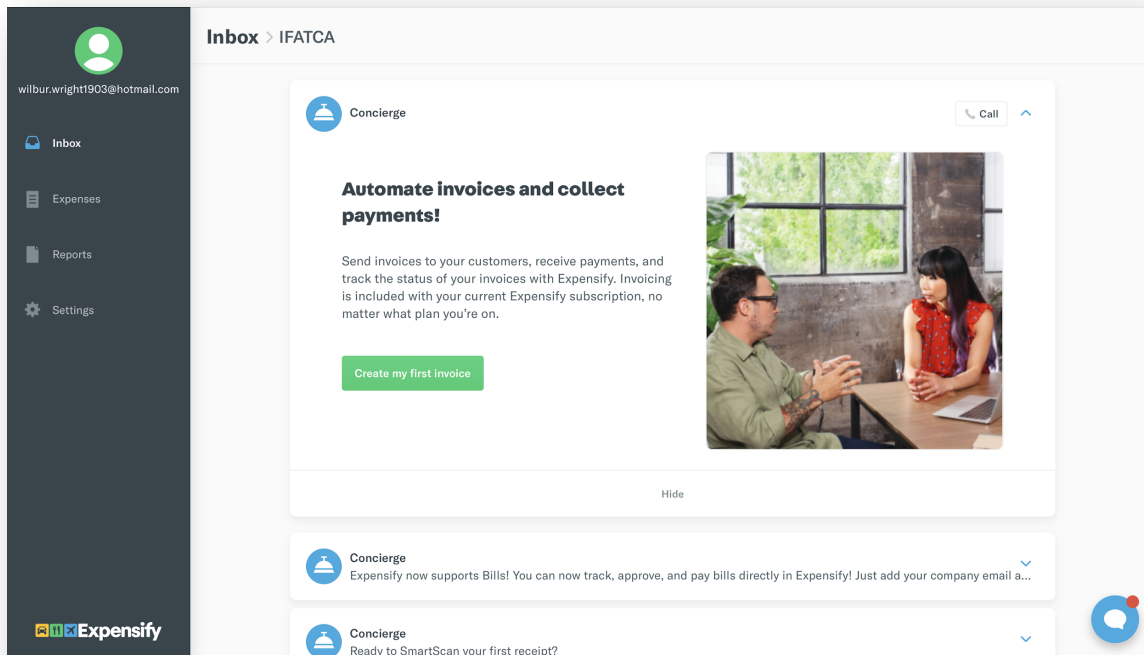 Inbox > IFATCA
wilbur.wright1903@hotmail.com
Inbox
Expenses
Reports
Settings
Expensify
Concierge
Call
Automate invoices and collect
payments!
Send invoices to your customers, receive payments, and
track the status of your invoices with Expensify. Invoicing
is included with your current Expensify subscription, no
matter what plan you’re on.
Create my first invoice
Hide
Concierge
Expensify now supports Bills! You can now track, approve, and pay bills directly in Expensify! Just add your company email a...
Concierge
Ready to SmartScan your first receipt?